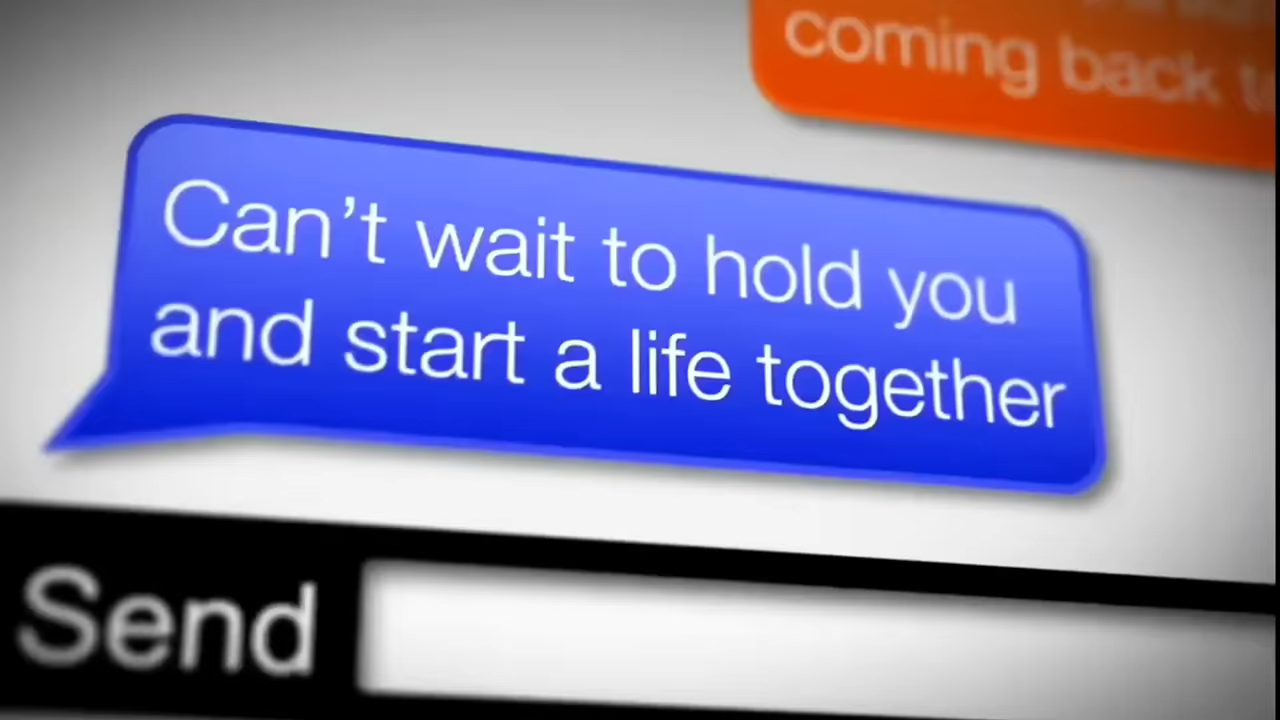 coming back
Can’t wait to hold you
and start a life together
Send